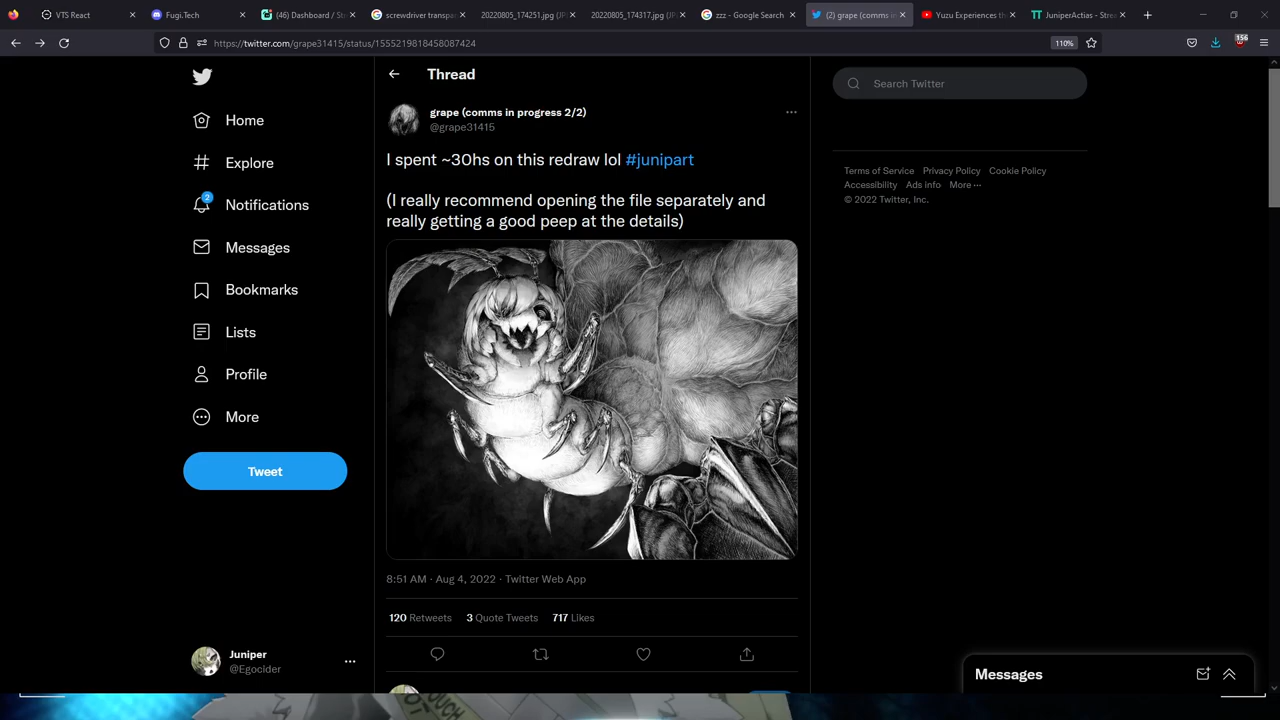 VTS React
Fugi.Tech
(46) Dashboard / Str
screwdriver transpa
20220805_174251.jpg (JP
20220805_174317.jpg (JP
zzz - Google Search
(2) grape (comms in
Yuzu Experiences th
JuniperActias - Strea
156
https://twitter.com/grape31415/status/1555219818458087424
110%
Thread
Search Twitter
grape (comms in progress 2/2)
@grape31415
Home
I spent ~30hs on this redraw lol #junipart
Explore
Terms of Service Privacy Policy Cookie Policy
Accessibility Ads info More ···
© 2022 Twitter, Inc.
2
Notifications
(I really recommend opening the file separately and
really getting a good peep at the details)
Messages
Bookmarks
Lists
Profile
More
Tweet
8:51 AM · Aug 4, 2022 · Twitter Web App
120 Retweets 3 Quote Tweets 717 Likes
Juniper
@Egocider
Messages